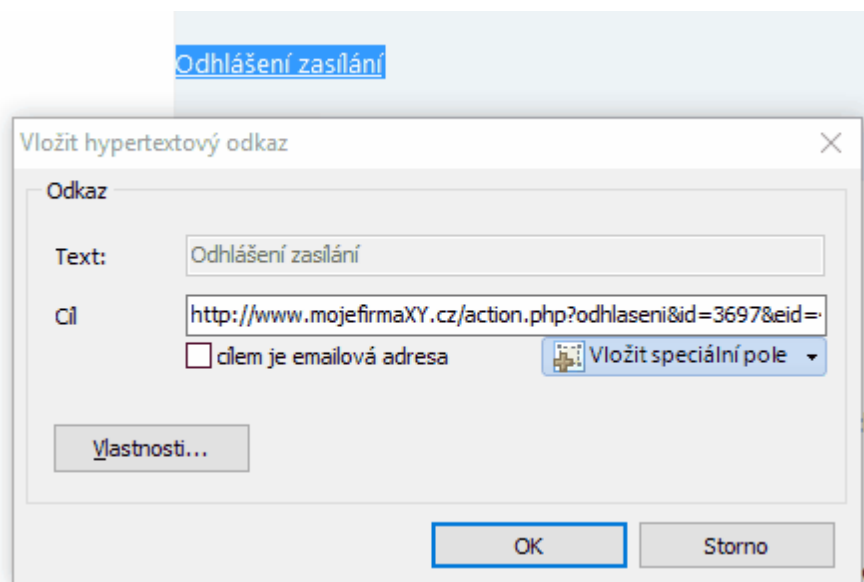 Odhlášení zasílání
Vložit hypertextový odkaz
Odkaz
Text:
Odhlášení zasílání
Cíl
http://www.mojefirmaXY.cz/action.php?odhlaseni&id=3697&eid=
cílem je emailová adresa
Vložit speciální pole
Vlastnosti...
OK
Storno